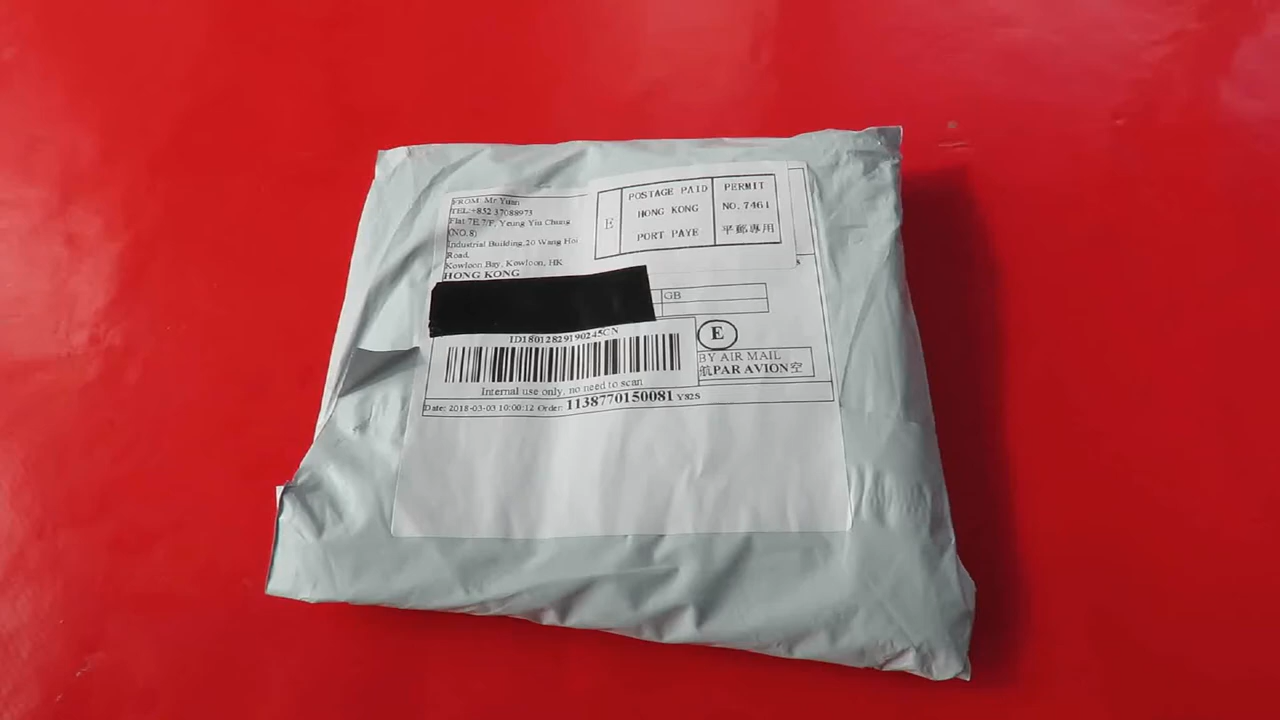 FROM: Mr Yuan
TEL:+852 37088973
Flat 7E 7/F, Yeung Yiu Chung
(NO.8)
Industrial Building 20 Wang Hoi
Road,
Kowloon Bay, Kowloon, HK
HONG KONG
E
POSTAGE PAID
HONG KONG
PORT PAYE
PERMIT
NO. 7461
平郵專用
s
GB
ID18012829190245CN
Internal use only, no need to scan
E
BY AIR MAIL
航PAR AVION空
Date: 2018-03-03 10:00:12 Order: 1138770150081 Y82S